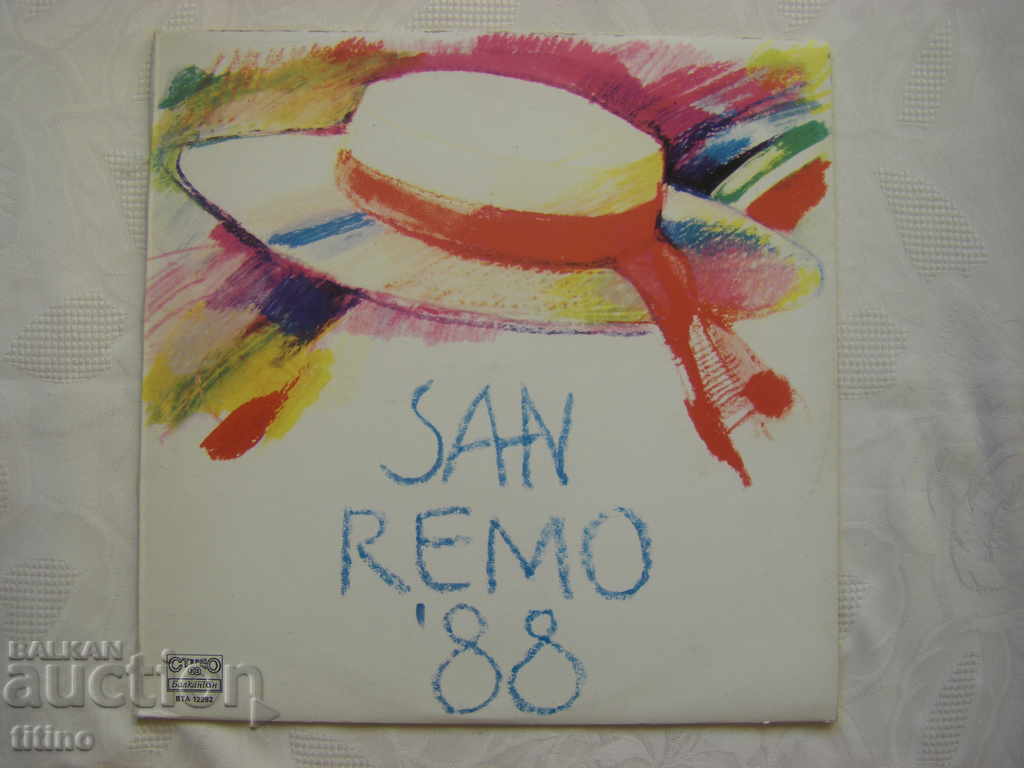 SAN
REMO
'88
СТЕРЕО
Балкантон
ВТА 12282
BALKAN
auction
titino